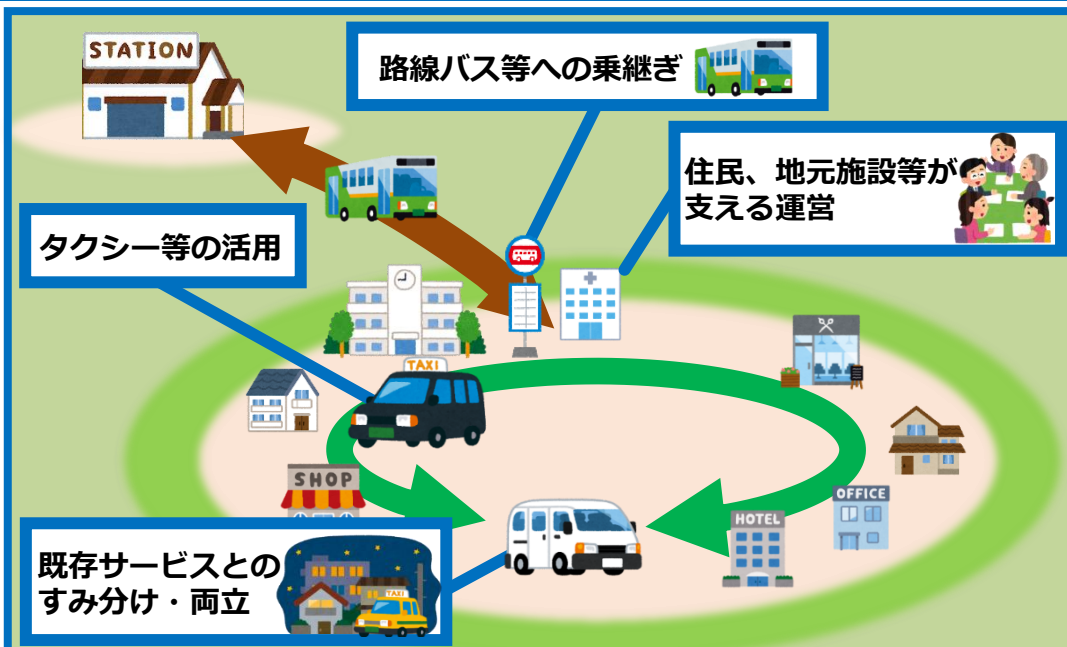 STATION
路線バス等への乗継ぎ
住民、地元施設等が
支える運営
タクシー等の活用
TAXI
SHOP
OFFICE
HOTEL
既存サービスとの
すみ分け・両立
TAXI